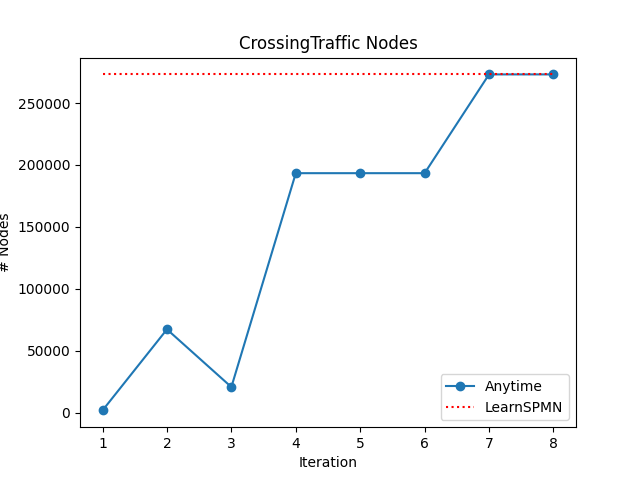 CrossingTraffic Nodes
# Nodes
250000
200000
150000
100000
50000
0
1 2 3 4 5 6 7 8
Iteration
Anytime
LearnSPMN